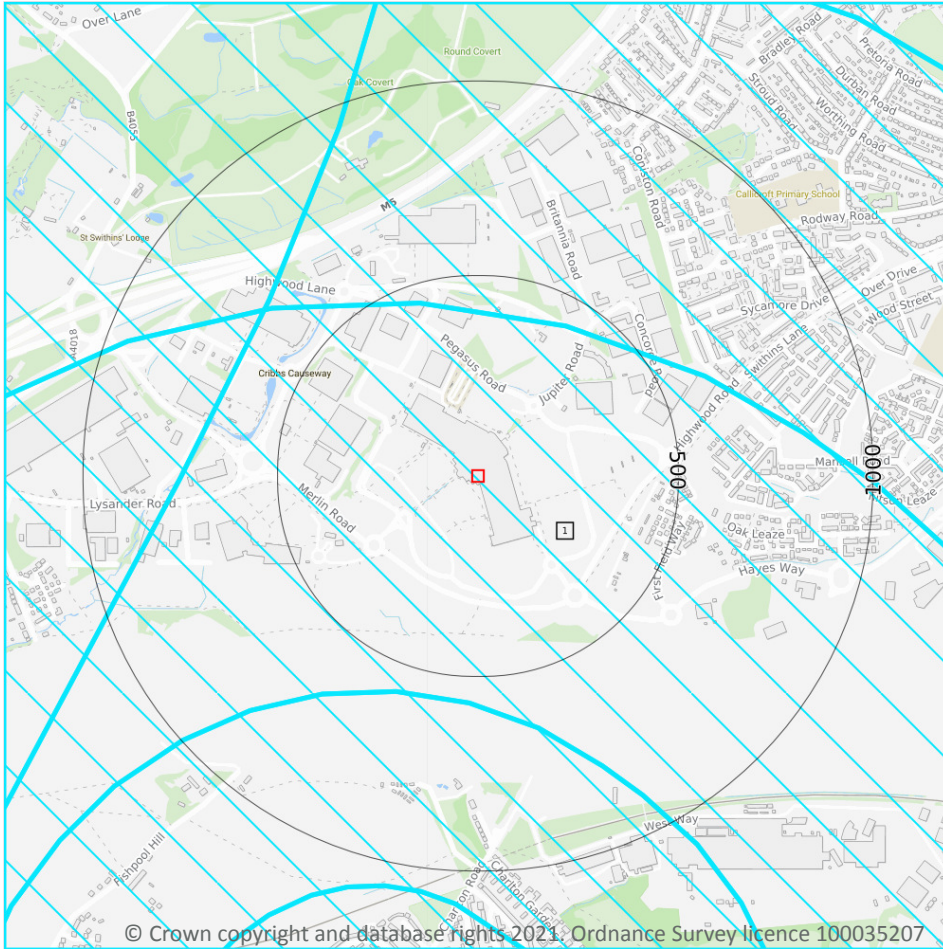 Over Lane
Round Covert
Oak Covert
B4055
Bradley Road
Pretoria Road
Stroud Road
Durban Road
Worthing Road
Coniston Road
Callicroft Primary School
M5
Rodway Road
St Swithins' Lodge
Britannia Road
Highwood Lane
Over Drive
Sycamore Drive
Wood Street
A4018
Concorde Road
Swithins Lane
Pegasus Road
Cribbs Causeway
Jupiter Road
Highwood Road
500
1000
Lysander Road
Merlin Road
1
Oak Leaze
First Field Way
Hayes Way
West Way
Fishpool Hill
Charlton Road
© Crown copyright and database rights 2021. Ordnance Survey licence 100035207